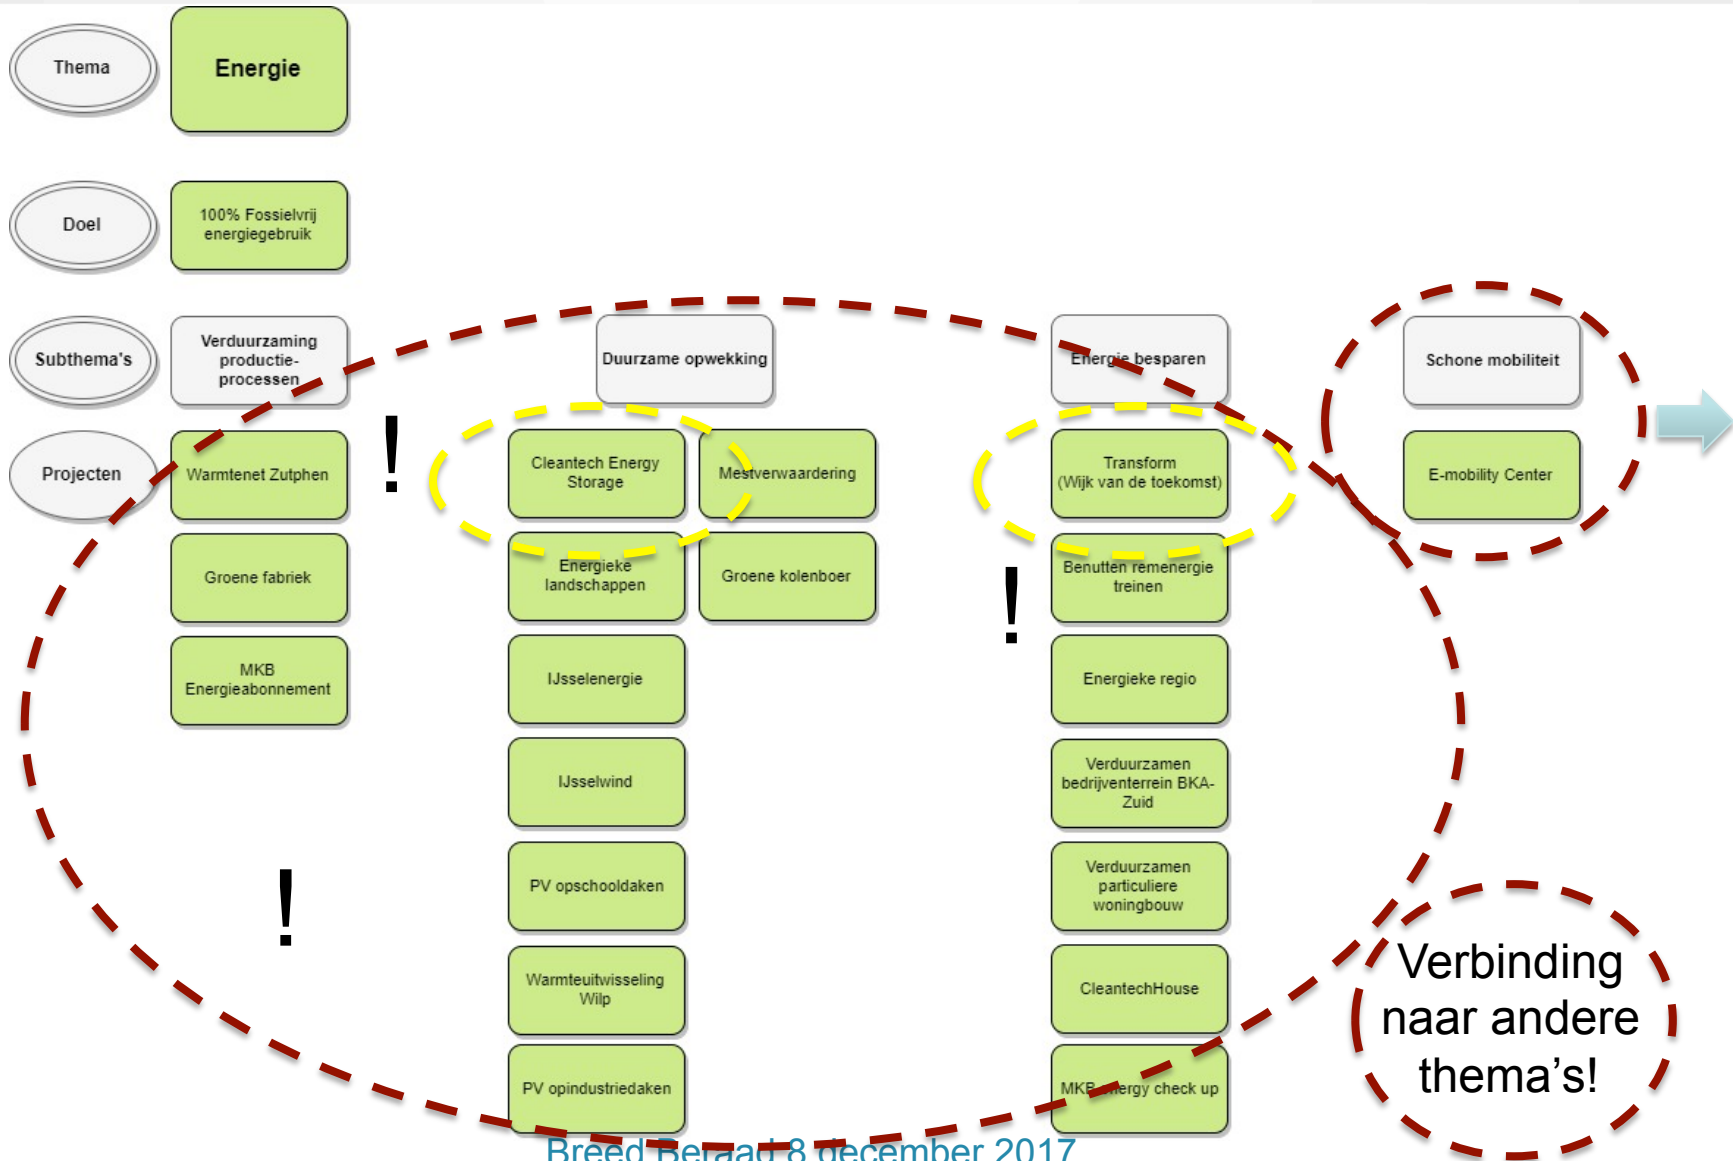 Thema
Energie
Doel
100% Fossielvrij
energiegebruik
Subthema's
Verduurzaming
productie-
processen
Duurzame opwekking
Energie besparen
Schone mobiliteit
Projecten
Warmtenet Zutphen
!
Cleantech Energy
Storage
Mestverwaardering
Transform
(Wijk van de toekomst)
E-mobility Center
Groene fabriek
Energieke
landschappen
Groene kolenboer
!
Benutten remenergie
treinen
MKB
Energieabonnement
IJsselenergie
Energieke regio
IJsselwind
Verduurzamen
bedrijventerrein BKA-
Zuid
!
PV opschooldaken
Verduurzamen
particuliere
woningbouw
Warmteuitwisseling
Wilp
CleantechHouse
Verbinding
naar andere
thema's!
PV opindustriedaken
MKB energy check up
Breed Beraad 8 december 2017